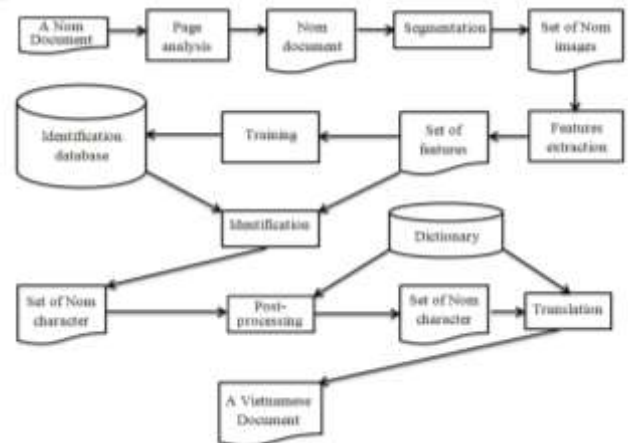 A Nom
Document
Page
analysis
Nom
document
Segmentation
Set of Nom
images
Identification
database
Training
Set of
features
Features
extraction
Identification
Dictionary
Set of Nom
character
Post-
processing
Set of Nom
character
Translation
A Vietnamese
Document